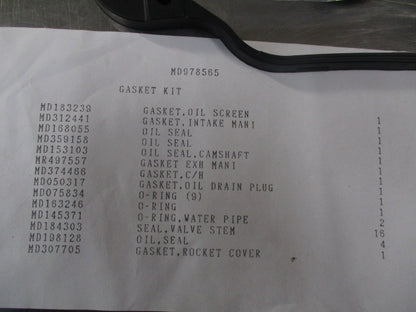 MD978565
GASKET KIT
MD183239 GASKET,OIL SCREEN 1
MD312441 GASKET,INTAKE MANI 1
MD168055 OIL SEAL 1
MD359158 OIL SEAL 1
MD153103 OIL SEAL,CAMSHAFT 1
MR497557 GASKET EXH MANI 1
MD374466 GASKET,C/H 1
MD050317 GASKET,OIL DRAIN PLUG 1
MD075834 O-RING (9) 1
MD163246 O-RING 1
MD145371 O-RING,WATER PIPE 2
MD184303 SEAL,VALVE STEM 16
MD198128 OIL,SEAL 4
MD307705 GASKET,ROCKET COVER 1